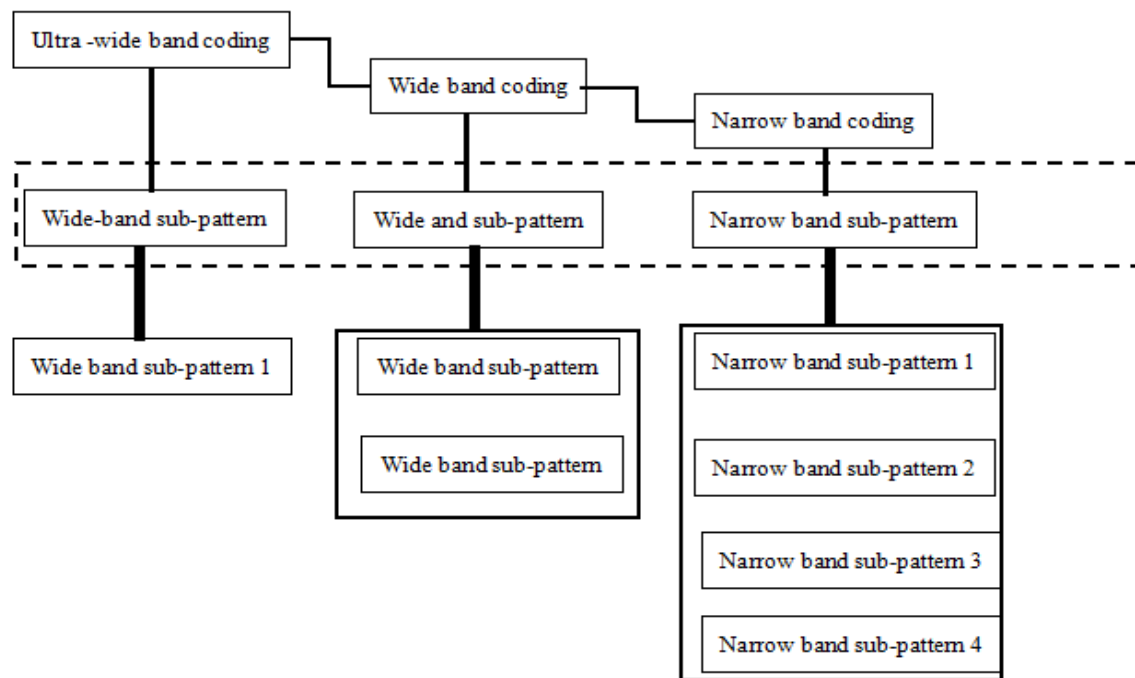 Ultra -wide band coding
Wide band coding
Narrow band coding
Wide-band sub-pattern
Wide and sub-pattern
Narrow band sub-pattern
Wide band sub-pattern 1
Wide band sub-pattern
Narrow band sub-pattern 1
Wide band sub-pattern
Narrow band sub-pattern 2
Narrow band sub-pattern 3
Narrow band sub-pattern 4